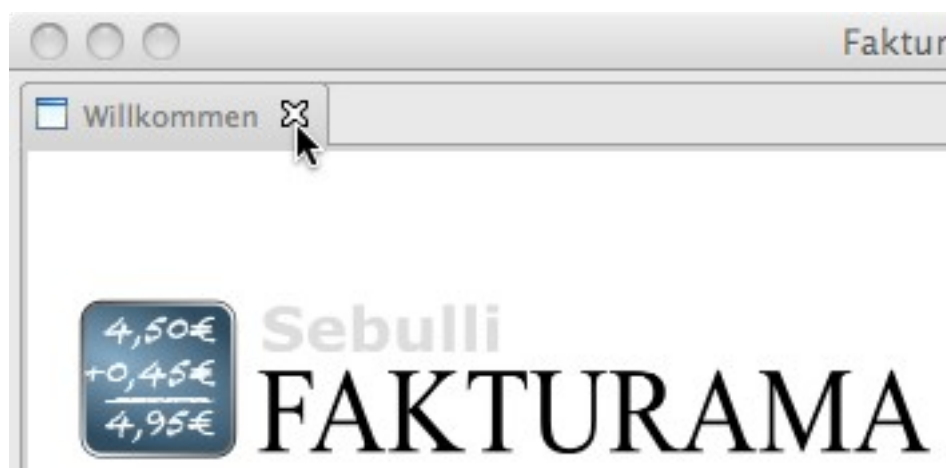 Faktur
Willkommen
4,50€
+0,45€
4,95€
Sebulli
FAKTURAMA